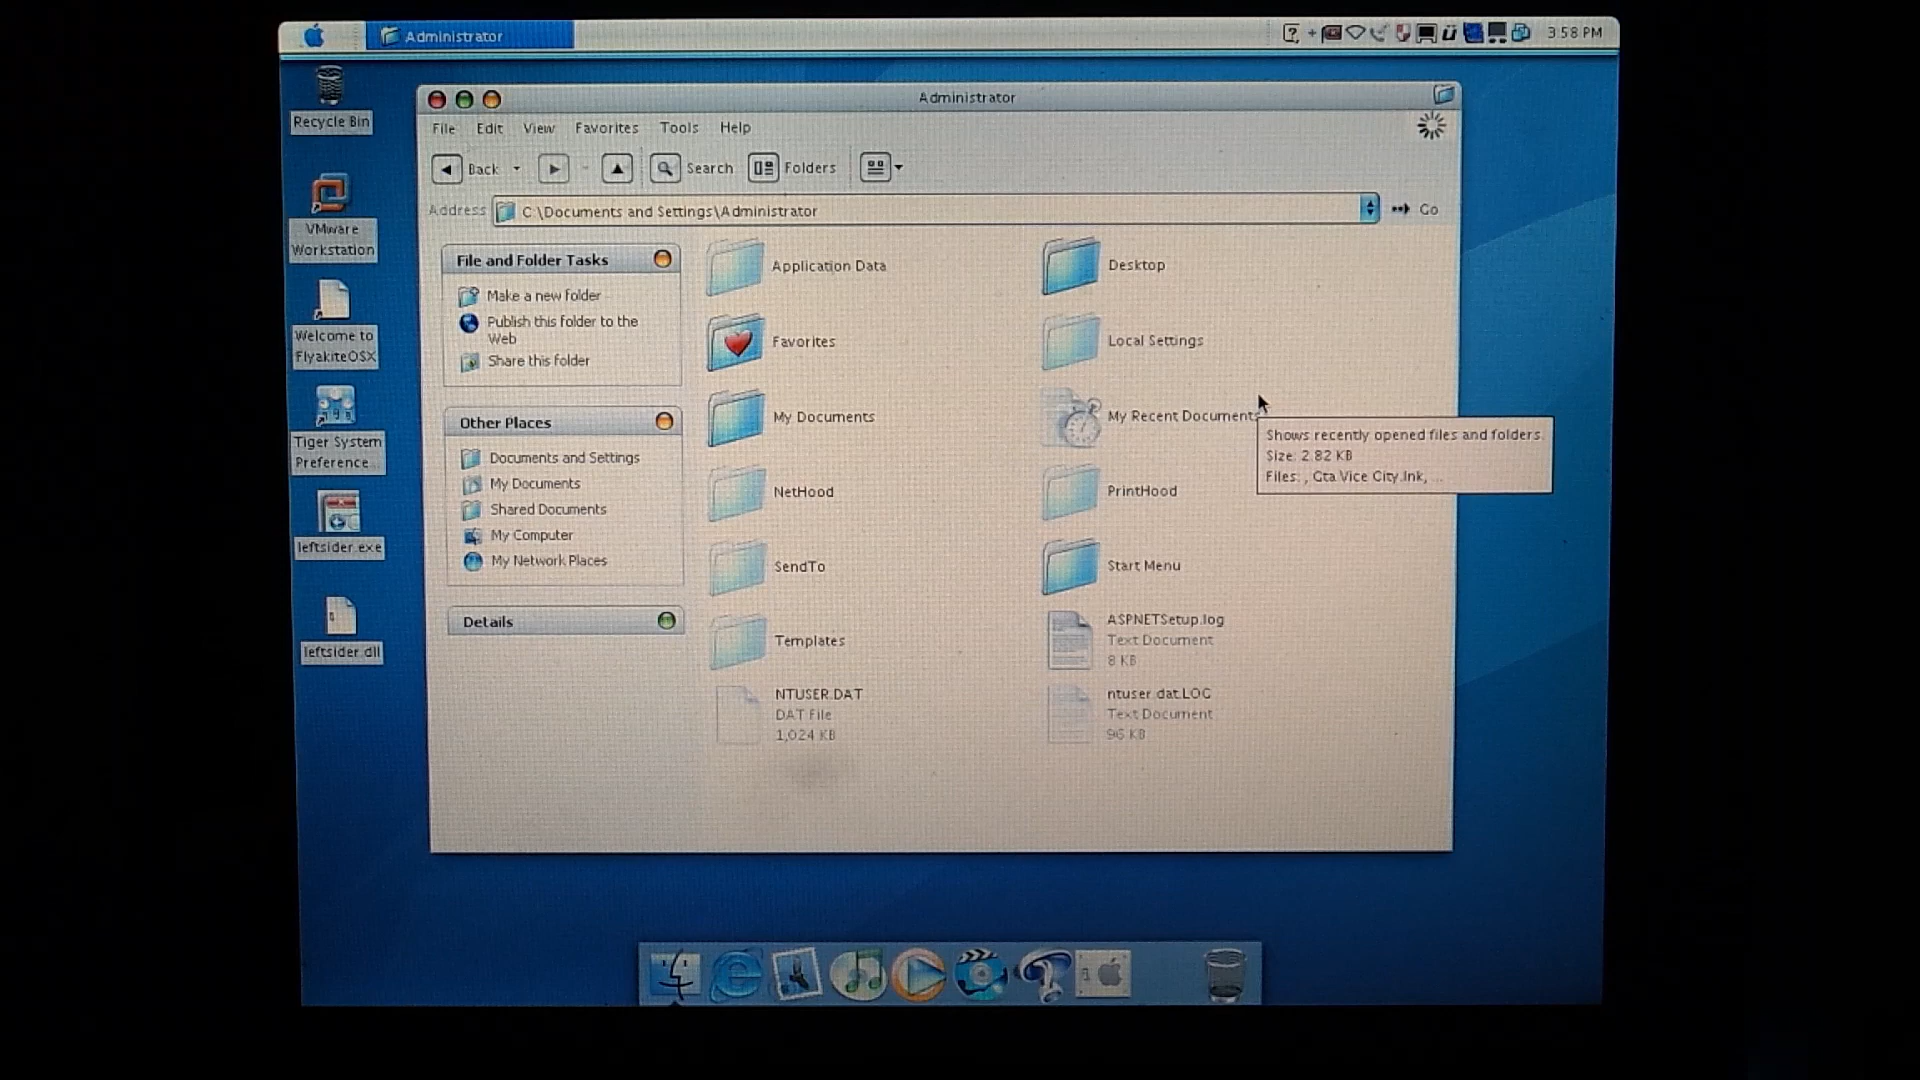 Administrator
3:58 PM
Recycle Bin
VMware
Workstation
Welcome to
FlyakiteOSX
Tiger System
Preference...
leftsider.exe
leftsider.dll
Administrator
File Edit View Favorites Tools Help
Back Search Folders
Address C:\Documents and Settings\Administrator Go
File and Folder Tasks
Make a new folder
Publish this folder to the
Web
Share this folder
Other Places
Documents and Settings
My Documents
Shared Documents
My Computer
My Network Places
Details
Application Data
Desktop
Favorites
Local Settings
My Documents
My Recent Documents
NetHood
PrintHood
SendTo
Start Menu
Templates
ASPNETSetup.log
Text Document
8 KB
NTUSER.DAT
DAT File
1,024 KB
ntuser.dat.LOG
Text Document
96 KB
Shows recently opened files and folders.
Size: 2.82 KB
Files: , Gta Vice City.lnk, ...